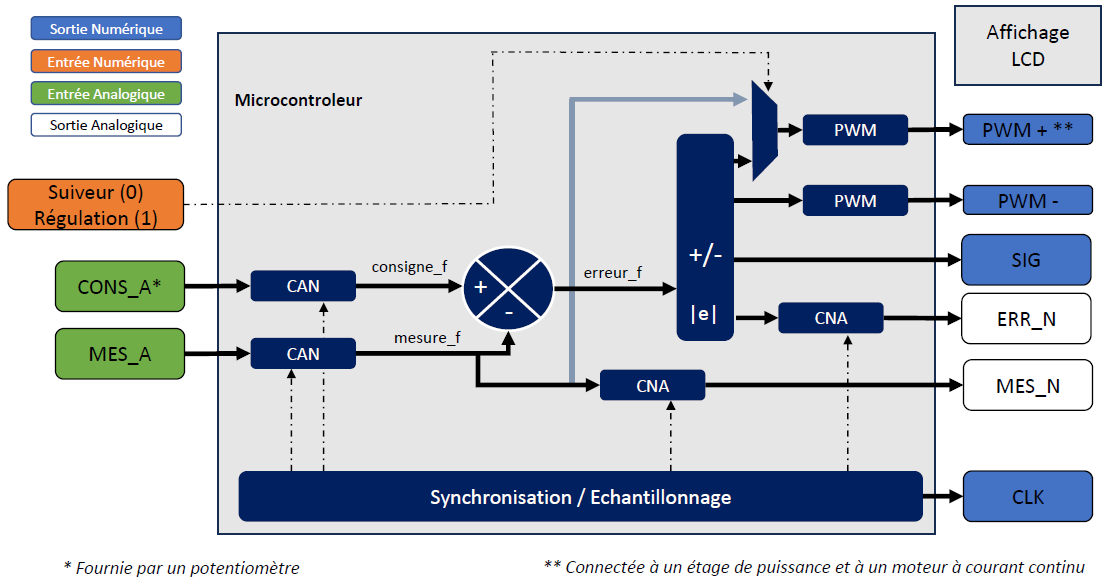 Sortie Numérique
Entrée Numérique
Entrée Analogique
Sortie Analogique
Affichage
LCD
Microcontroleur
Suiveur (0)
Régulation (1)
PWM
PWM + **
PWM
PWM -
+/-
|e|
SIG
CONS_A*
CAN
consigne_f
+
-
erreur_f
CNA
ERR_N
MES_A
CAN
mesure_f
CNA
MES_N
Synchronisation / Echantillonnage
CLK
* Fournie par un potentiomètre
** Connectée à un étage de puissance et à un moteur à courant continu